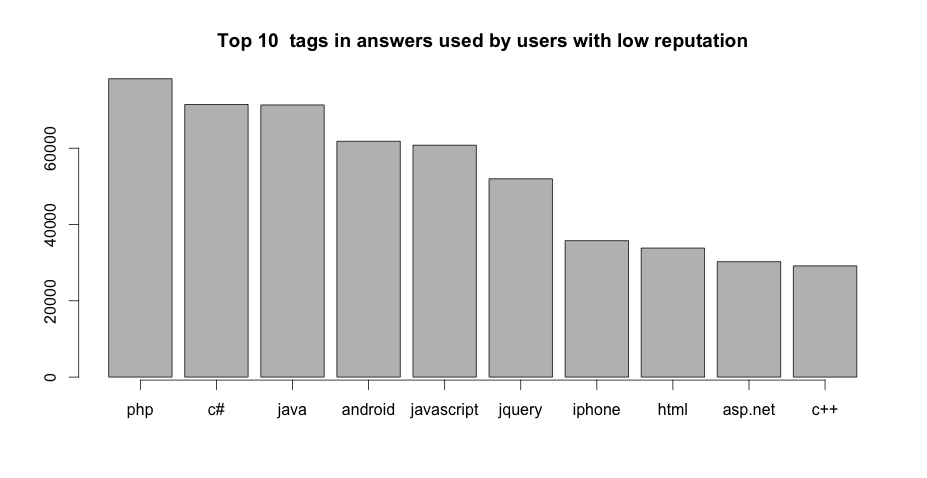 Top 10  tags in answers used by users with low reputation
60000
40000
20000
0
php c# java android javascript jquery iphone html asp.net c++